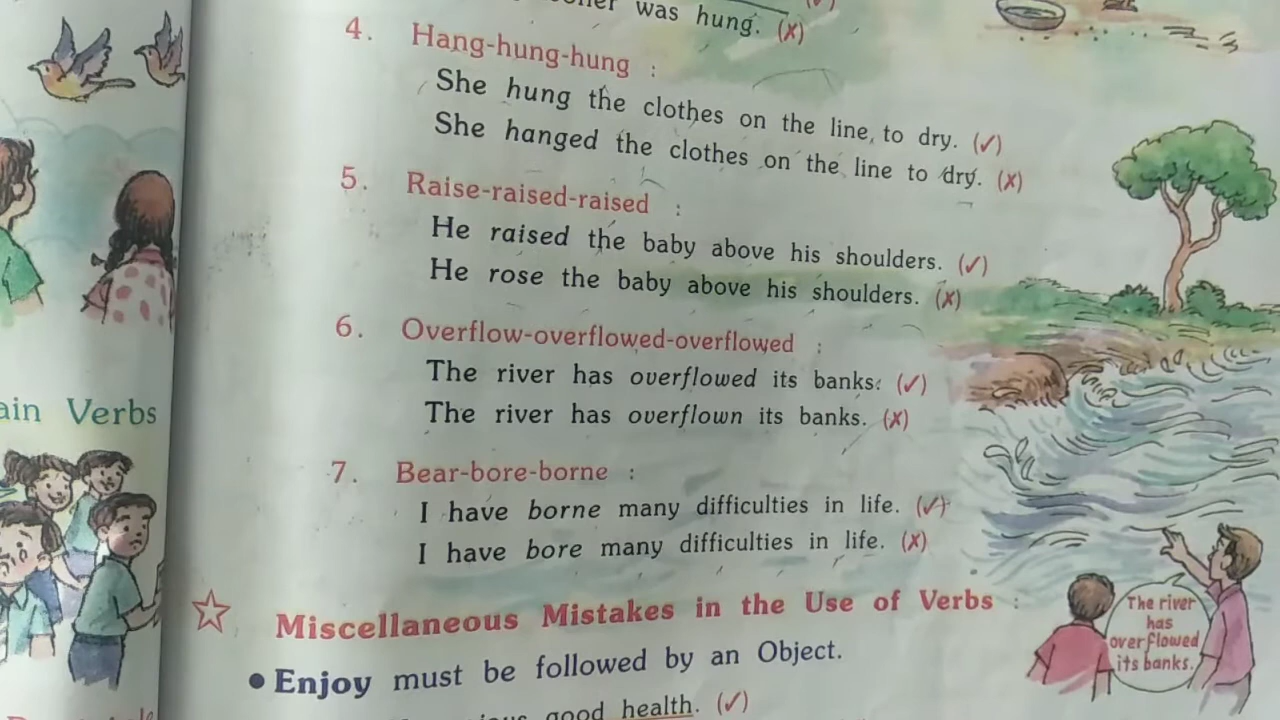 was hung. (✗)
4. Hang-hung-hung :
She hung the clothes on the line, to dry. (✓)
She hanged the clothes on the line to dry. (✗)
5. Raise-raised-raised :
He raised the baby above his shoulders. (✓)
He rose the baby above his shoulders. (✗)
6. Overflow-overflowed-overflowed :
The river has overflowed its banks. (✓)
The river has overflown its banks. (✗)
7. Bear-bore-borne :
I have borne many difficulties in life. (✓)
I have bore many difficulties in life. (✗)
☆ Miscellaneous Mistakes in the Use of Verbs :
• Enjoy must be followed by an Object.
good health. (✓)
Verbs
The river
has
overflowed
its banks.